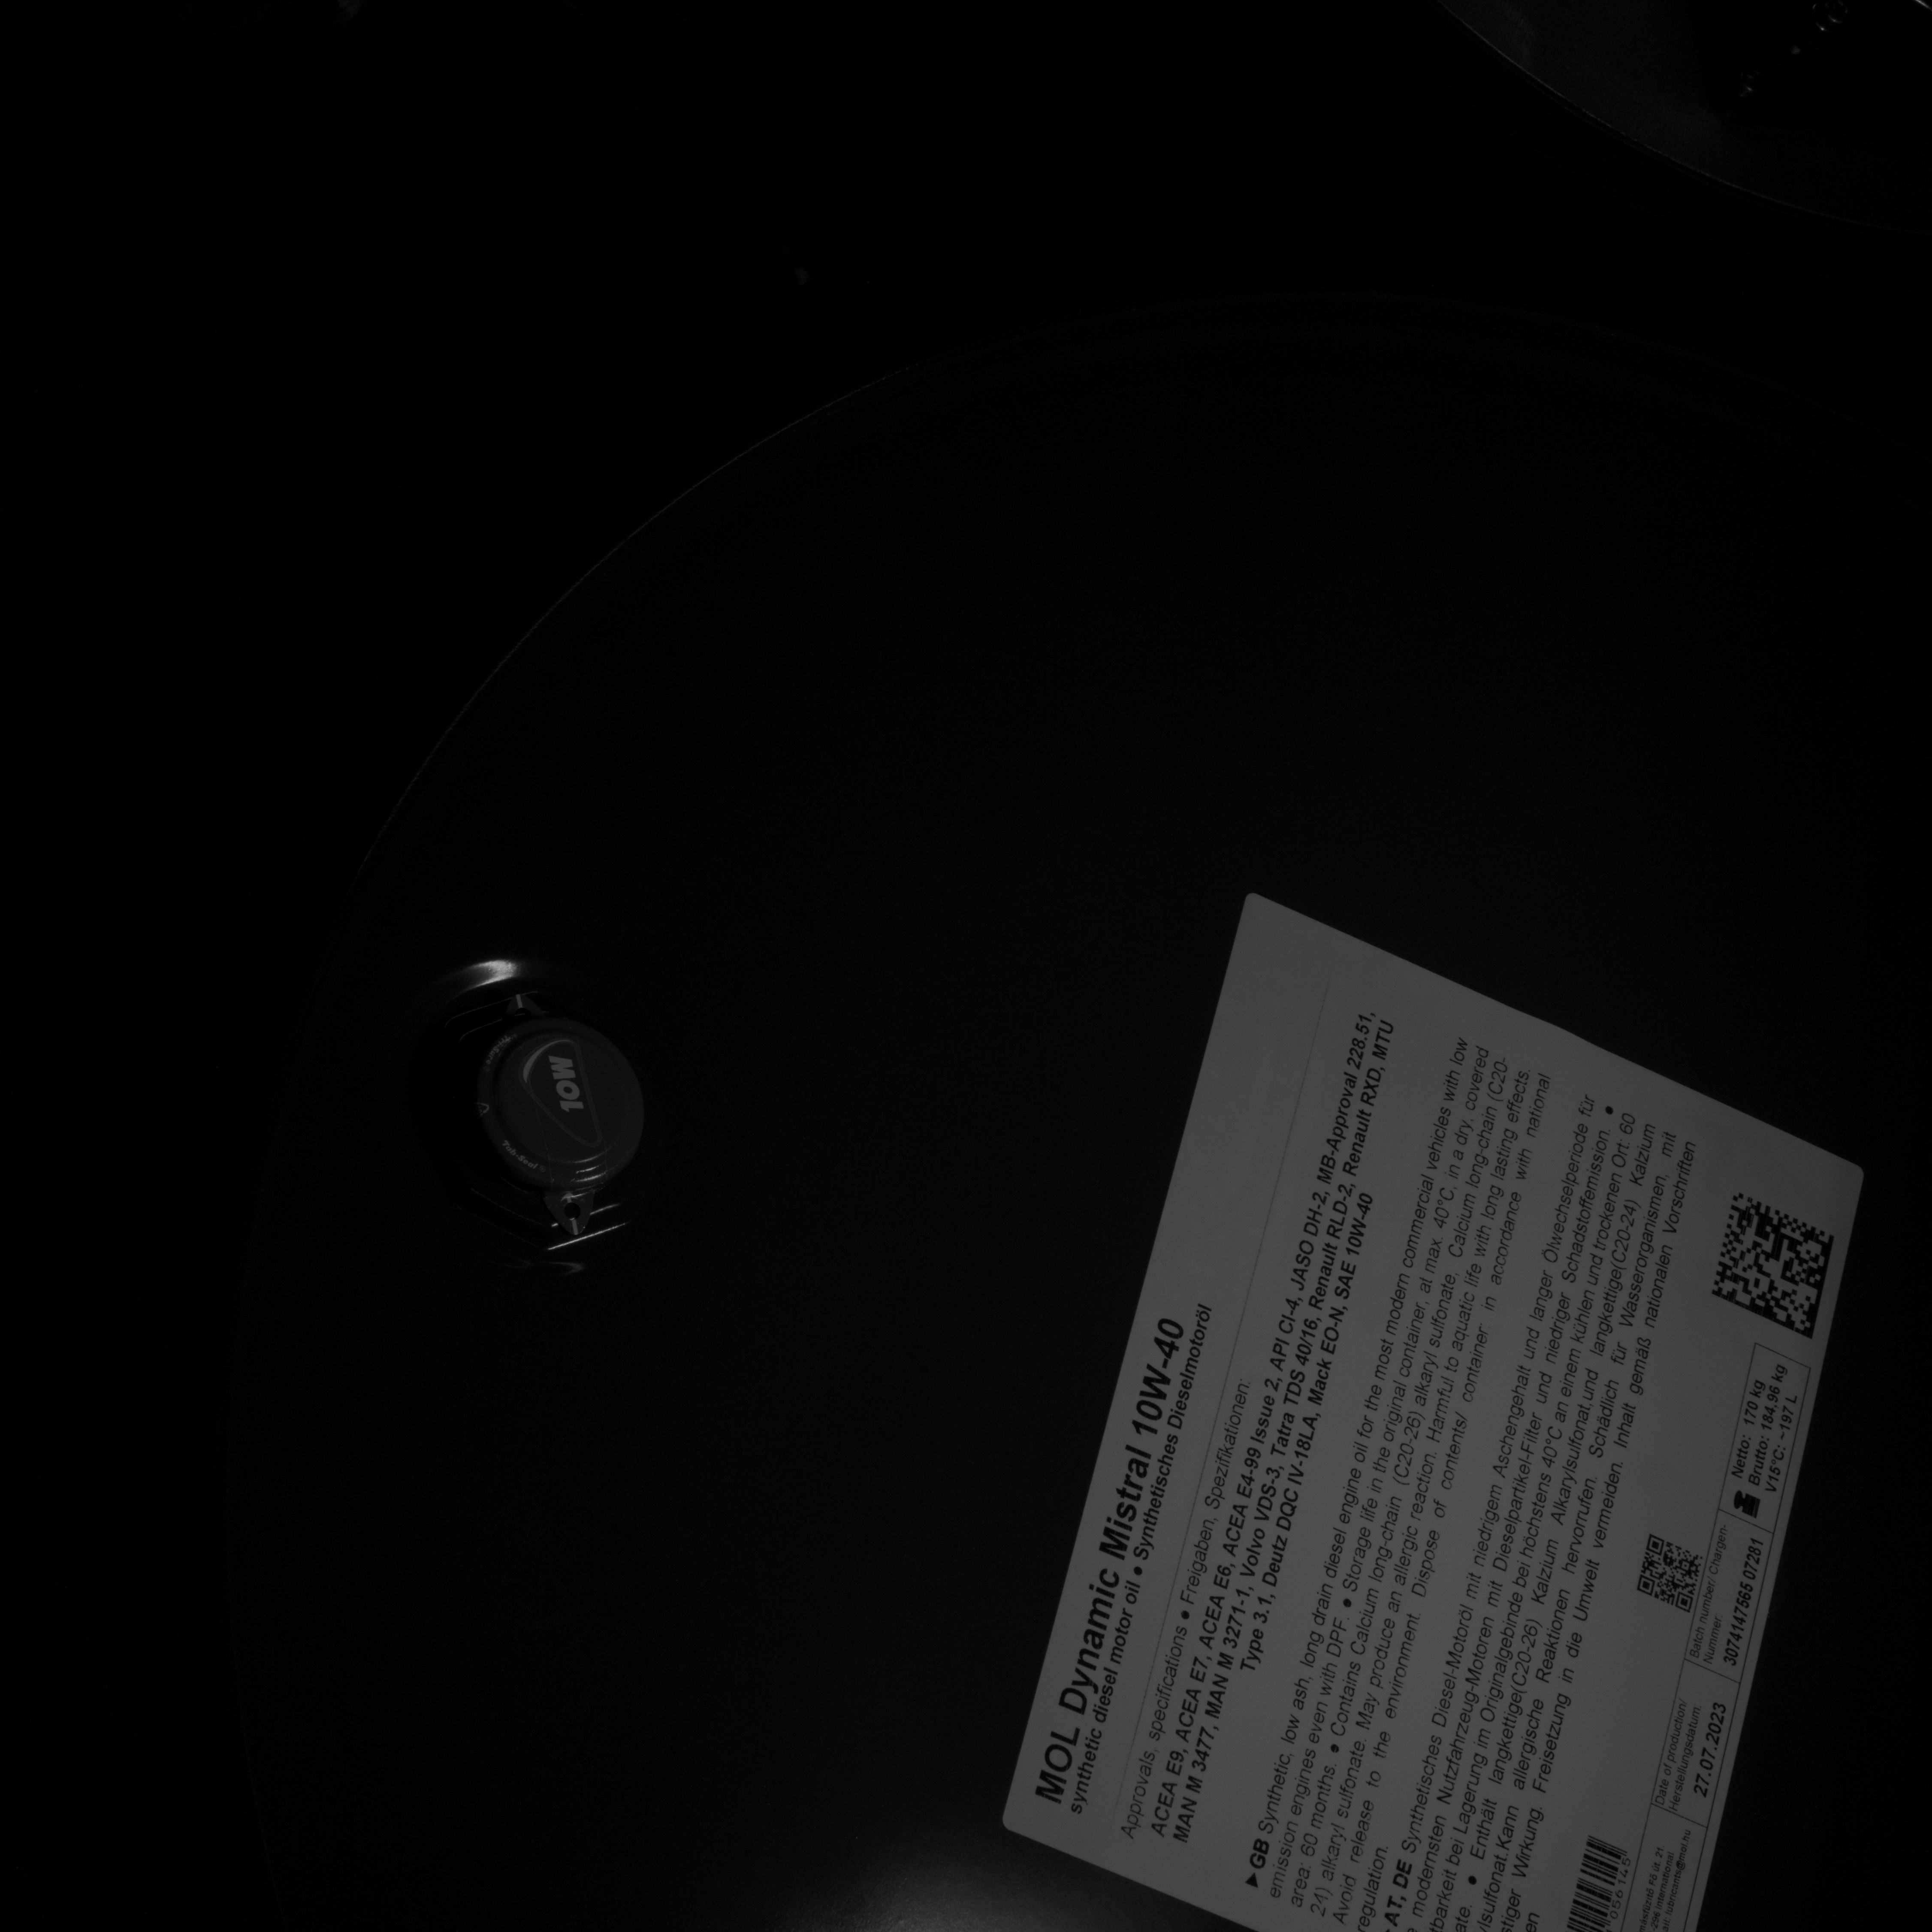 MOL
Tab-Seal
MOL Dynamic Mistral 10W-40
synthetic diesel motor oil • Synthetisches Dieselmotoröl
Approvals, specifications • Freigaben, Spezifikationen:
ACEA E9, ACEA E7, ACEA E6, ACEA E4-99 Issue 2, API CI-4, JASO DH-2, MB-Approval 228.51,
MAN M 3477, MAN M 3271-1, Volvo VDS-3, Tatra TDS 40/16, Renault RLD-2, Renault RXD, MTU
Type 3.1, Deutz DQC IV-18LA, Mack EO-N, SAE 10W-40
▶GB Synthetic, low ash, long drain diesel engine oil for the most modern commercial vehicles with low
emission engines even with DPF. • Storage life in the original container, at max. 40°C, in a dry, covered
area: 60 months. • Contains Calcium long-chain (C20-26) alkaryl sulfonate, Calcium long-chain (C20-
24) alkaryl sulfonate. May produce an allergic reaction. Harmful to aquatic life with long lasting effects.
Avoid release to the environment. Dispose of contents/ container: in accordance with national
regulation.
AT, DE Synthetisches Diesel-Motoröl mit niedrigem Aschengehalt und langer Ölwechselperiode für
modernsten Nutzfahrzeug-Motoren mit Dieselpartikel-Filter und niedriger Schadstoffemission. •
bei Lagerung im Originalgebinde bei höchstens 40°C an einem kühlen und trockenen Ort: 60
• Enthält langkettige(C20-26) Kalzium Alkarylsulfonat,und langkettige(C20-24) Kalzium
Kann allergische Reaktionen hervorrufen. Schädlich für Wasserorganismen, mit
Wirkung. Freisetzung in die Umwelt vermeiden. Inhalt gemäß nationalen Vorschriften
Date of production/
Herstellungsdatum:
27.07.2023
Batch number/ Chargen-
Nummer:
3074147565 07281
Netto: 170 kg
Brutto: 184,96 kg
V15°C: ~197 L